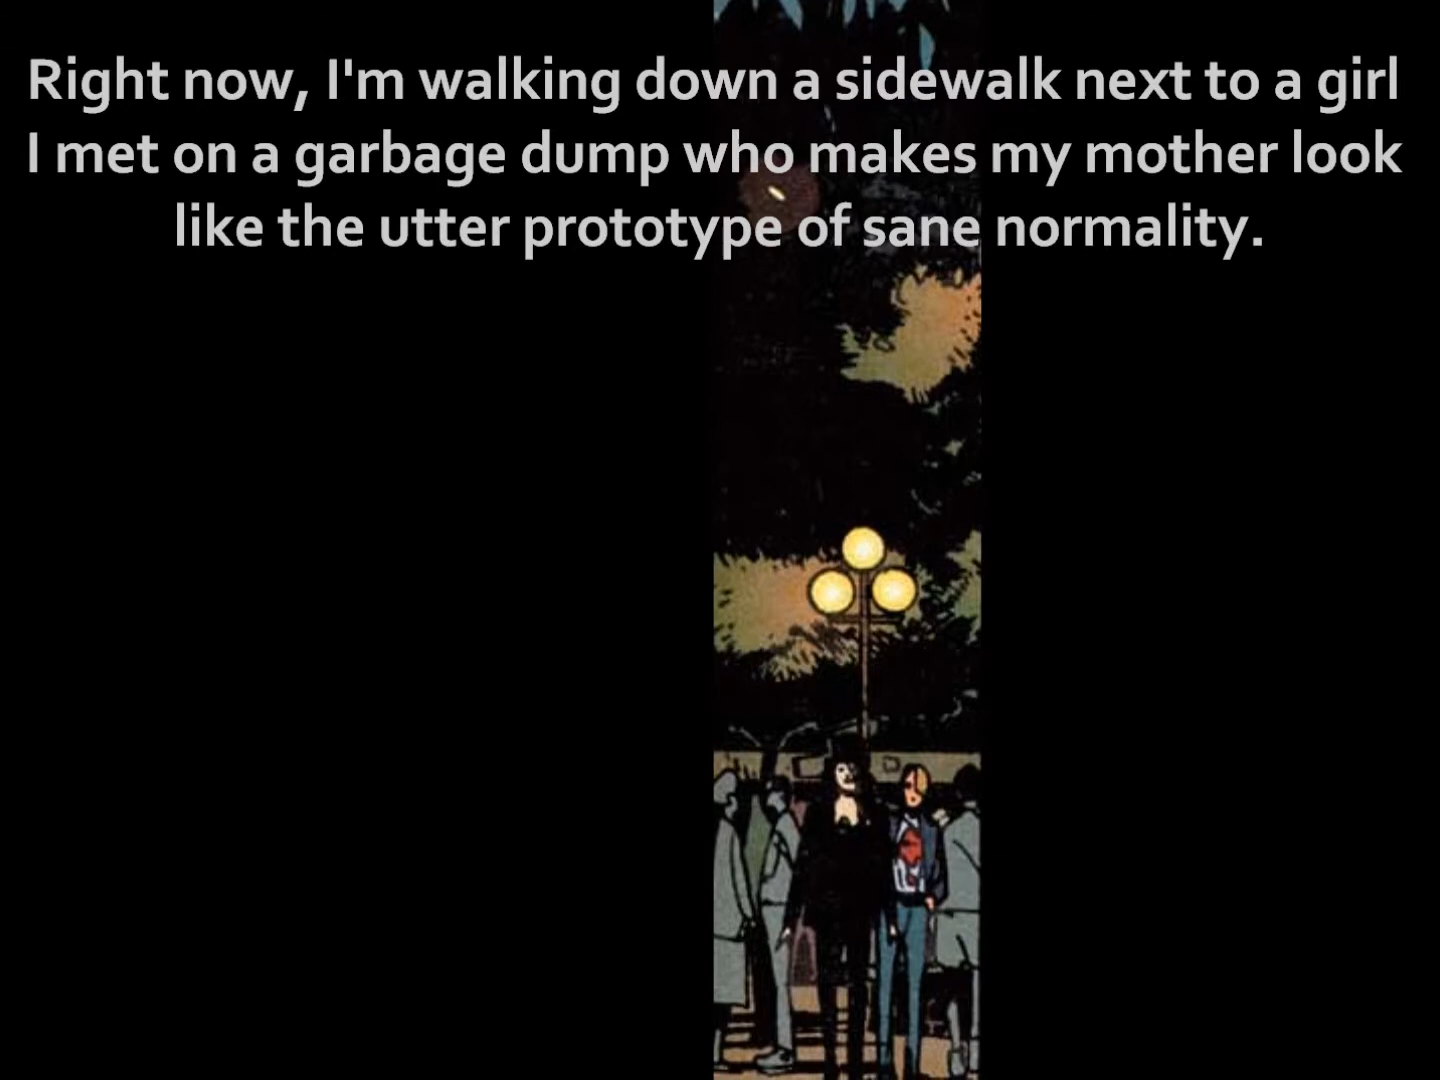 Right now, I'm walking down a sidewalk next to a girl
I met on a garbage dump who makes my mother look
like the utter prototype of sane normality.